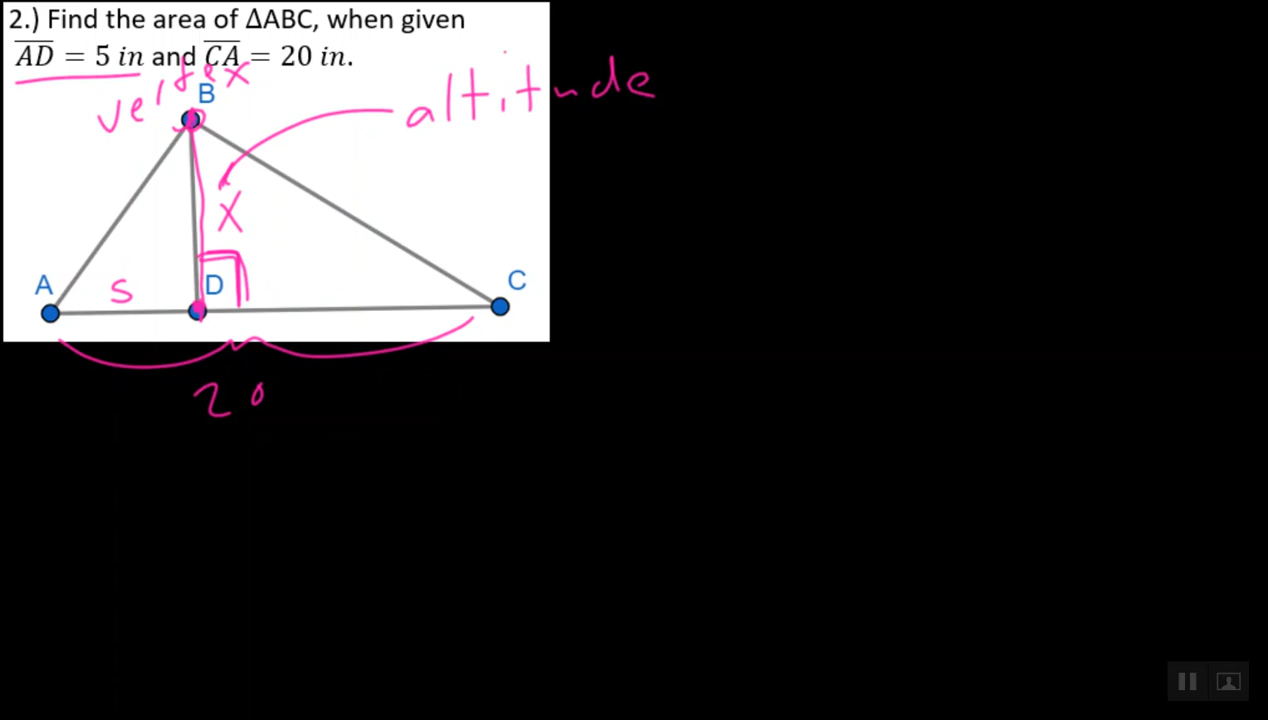 2.) Find the area of ΔABC, when given
AD = 5 in and CA = 20 in.
vertex
B
altitude
X
A
5
D
C
20